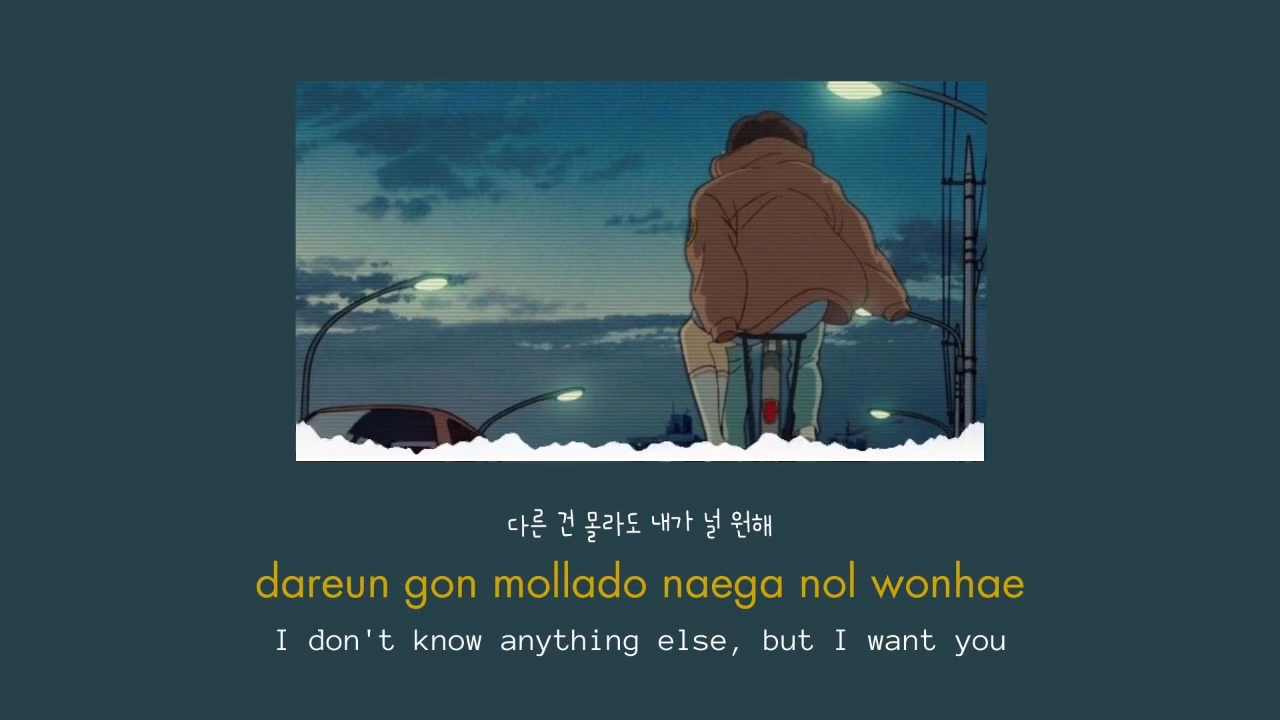 다른 건 몰라도 내가 널 원해
dareun gon mollado naega nol wonhae
I don't know anything else, but I want you